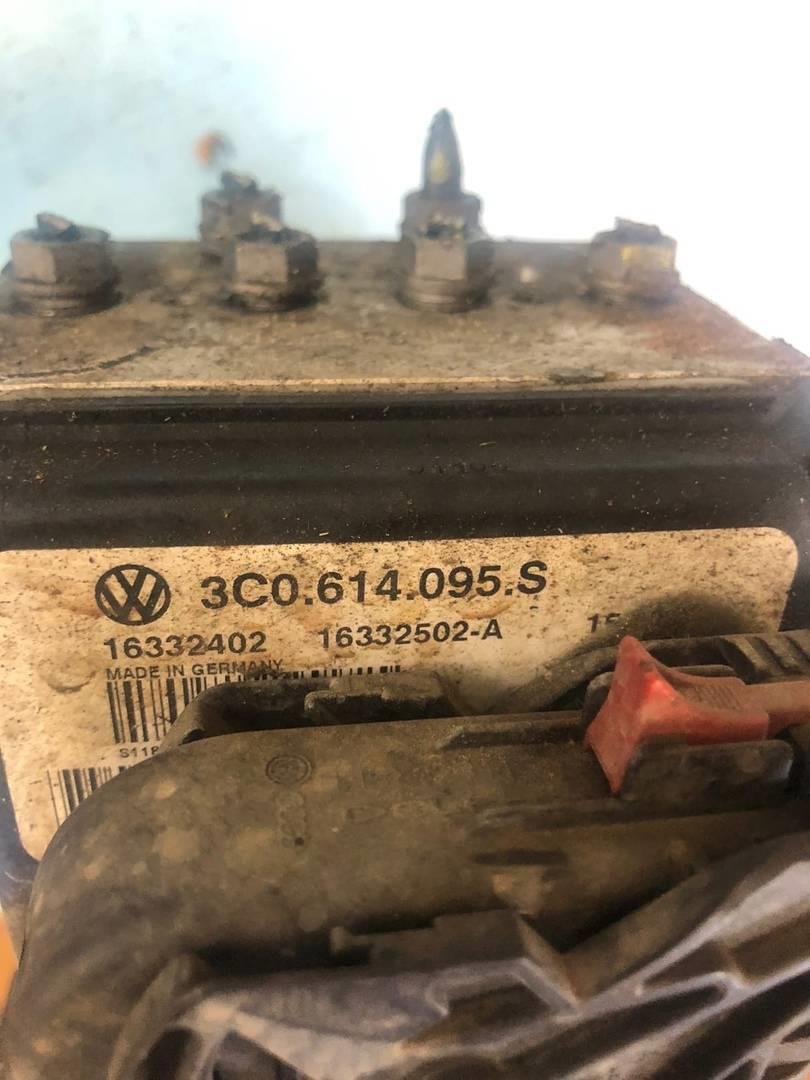 3C0.614.095.S
16332402 16332502-A
MADE IN GERMANY